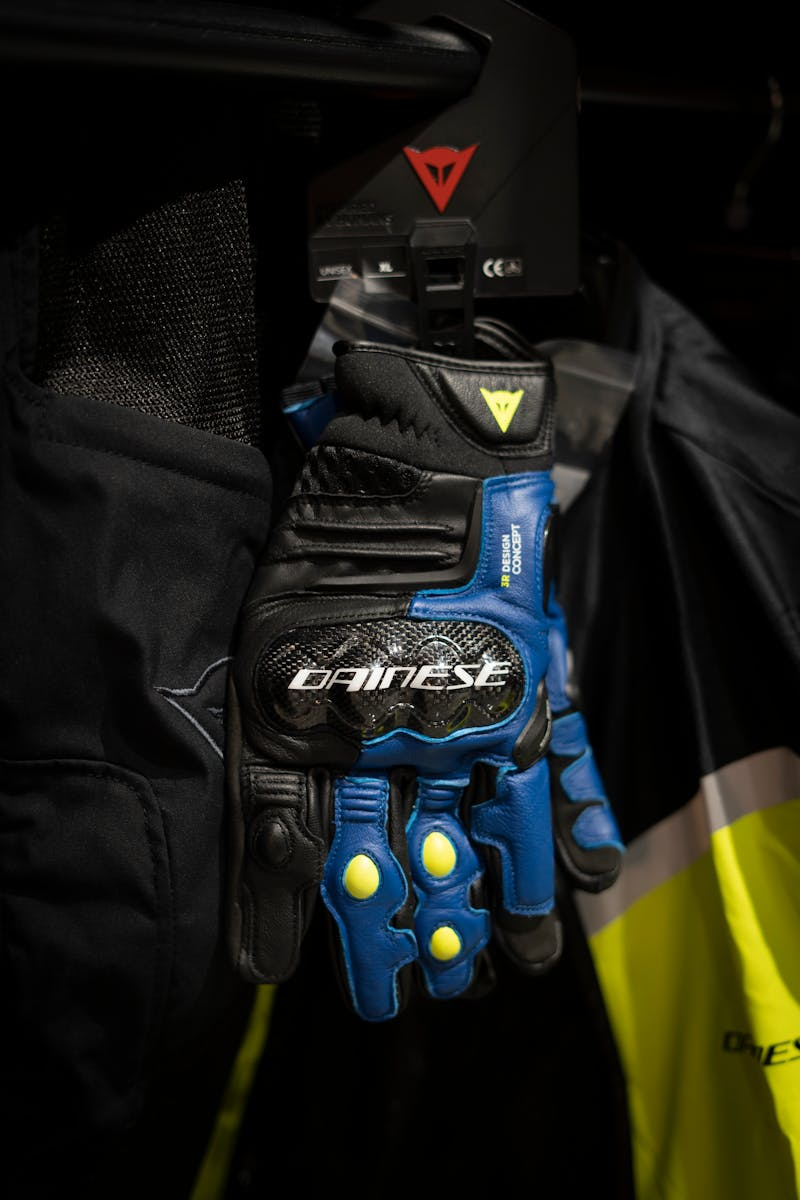 UNISEX XL CE
3R DESIGN
CONCEPT
DAINESE